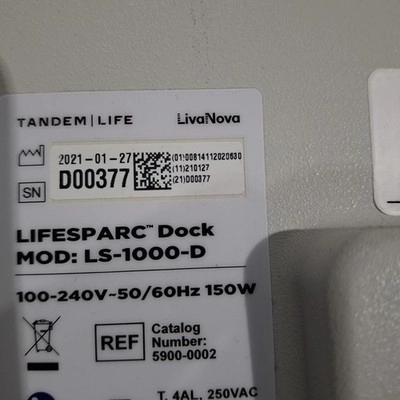 TANDEM | LIFE
LivaNova
2021-01-27
(01)00814112020630
(11)210127
(21)D00377
SN
D00377
LIFESPARC™ Dock
MOD: LS-1000-D
100-240V~50/60Hz 150W
REF
Catalog
Number:
5900-0002
T, 4AL, 250VAC